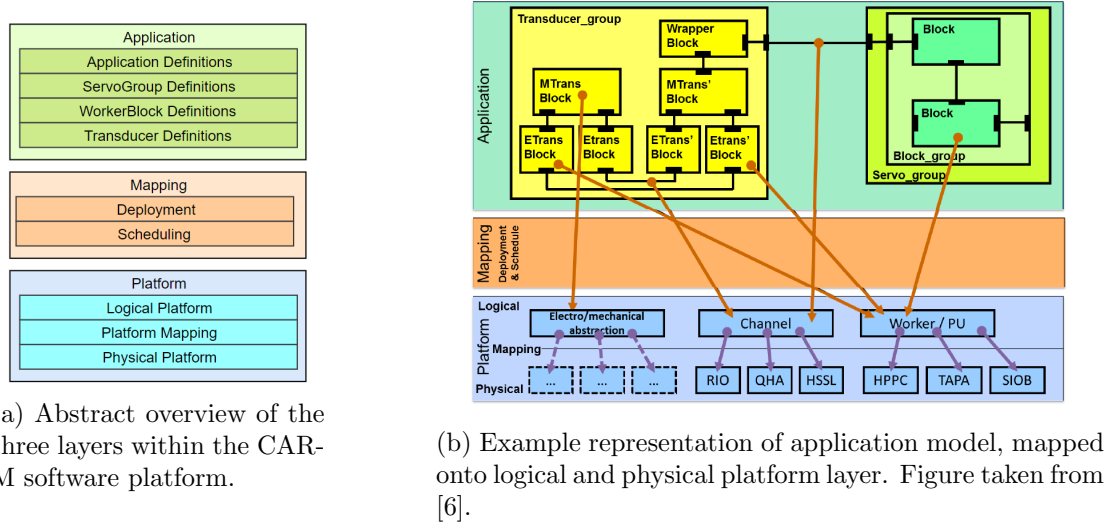 Application
Application Definitions
ServoGroup Definitions
WorkerBlock Definitions
Transducer Definitions
Mapping
Deployment
Scheduling
Platform
Logical Platform
Platform Mapping
Physical Platform
a) Abstract overview of the
three layers within the CAR-
M software platform.
Application
Transducer_group
Wrapper
Block
MTrans
Block
MTrans'
Block
ETrans
Block
Etrans
Block
ETrans'
Block
Etrans'
Block
Block
Block
Block_group
Servo_group
Mapping
Deployment
& Schedule
Platform
Logical
Electro/mechanical
abstraction
Channel
Worker / PU
Mapping
Physical
...
...
...
RIO
QHA
HSSL
HPPC
TAPA
SIOB
(b) Example representation of application model, mapped
onto logical and physical platform layer. Figure taken from
[6].